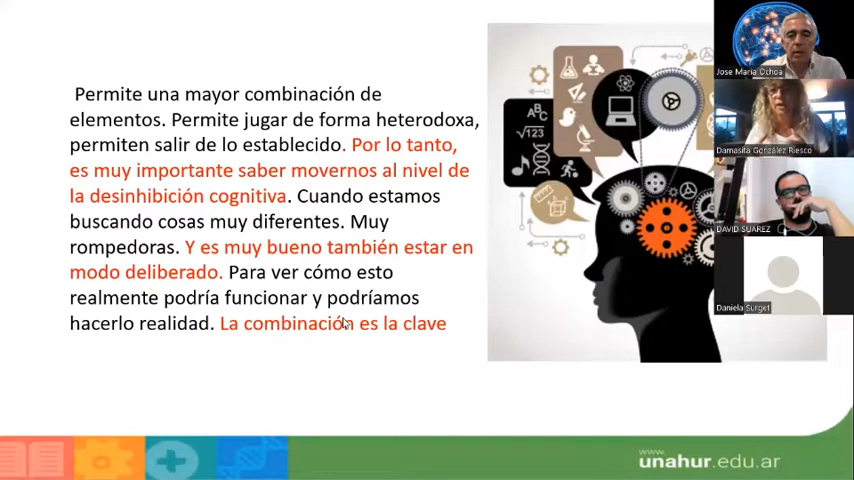 Permite una mayor combinación de
elementos. Permite jugar de forma heterodoxa,
permiten salir de lo establecido. Por lo tanto,
es muy importante saber movernos al nivel de
la desinhibición cognitiva. Cuando estamos
buscando cosas muy diferentes. Muy
rompedoras. Y es muy bueno también estar en
modo deliberado. Para ver cómo esto
realmente podría funcionar y podríamos
hacerlo realidad. La combinación es la clave
ABC
√123
Jose Maria Ochoa
Damasita González Riesco
DAVID SUAREZ
Daniela Surget
www.
unahur.edu.ar